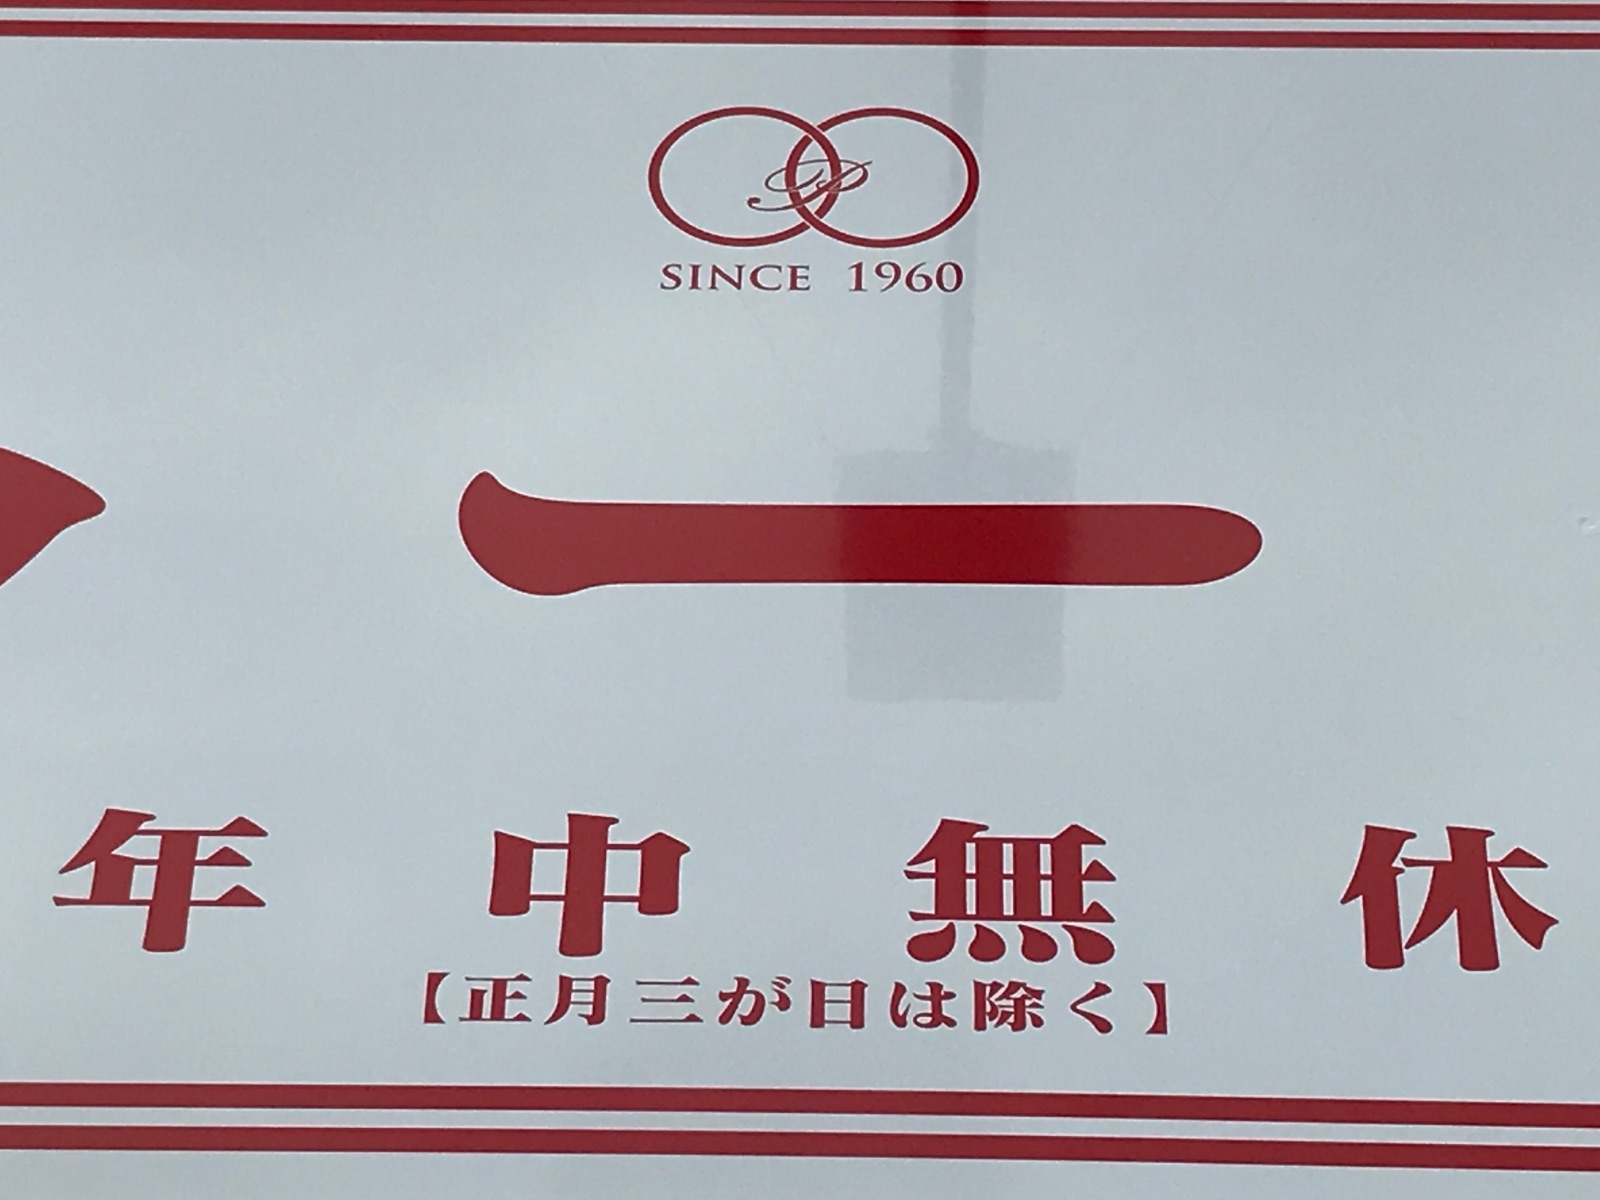 P
SINCE 1960
ー
年中無休
【正月三が日は除く】